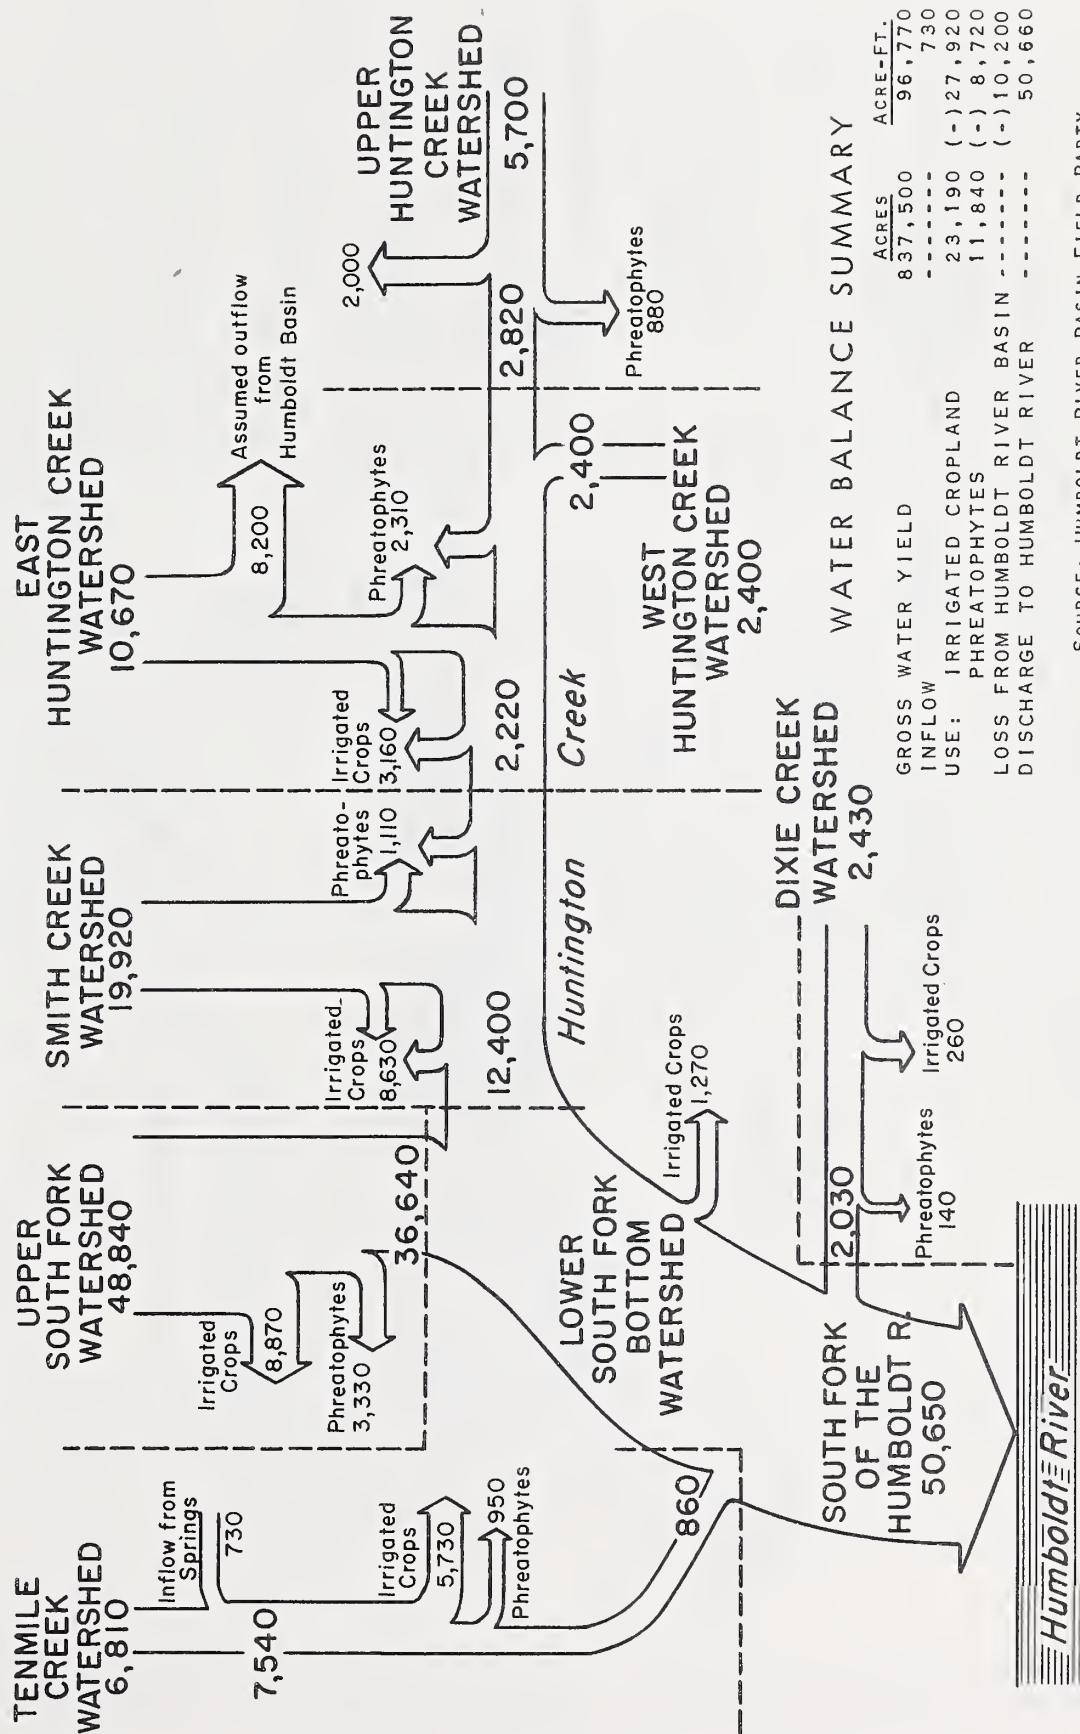 TENMILE
CREEK
WATERSHED
6,810
Inflow from
Springs
730
7,540
Irrigated
Crops
5,730
950
Phreatophytes
860
UPPER
SOUTH FORK
WATERSHED
48,840
Irrigated
Crops
8,870
Phreatophytes
3,330
36,640
SMITH CREEK
WATERSHED
19,920
Irrigated
Crops
8,630
Phreato-
phytes
1,110
12,400
EAST
HUNTINGTON CREEK
WATERSHED
10,670
8,200
Assumed outflow
from
Humboldt Basin
Irrigated
Crops
3,160
Phreatophytes
2,310
2,220
UPPER
HUNTINGTON
CREEK
WATERSHED
5,700
2,000
2,820
Phreatophytes
880
2,400
WEST
HUNTINGTON CREEK
WATERSHED
2,400
Huntington Creek
LOWER
SOUTH FORK
BOTTOM
WATERSHED
Irrigated Crops
1,270
DIXIE CREEK
WATERSHED
2,430
Irrigated Crops
260
2,030
Phreatophytes
140
SOUTH FORK
OF THE
HUMBOLDT R.
50,650
Humboldt River
WATER BALANCE SUMMARY
ACRES ACRE-FT.
GROSS WATER YIELD 837,500 96,770
INFLOW ------ 730
USE: IRRIGATED CROPLAND 23,190 (-)27,920
PHREATOPHYTES 11,840 (-) 8,720
LOSS FROM HUMBOLDT RIVER BASIN ------ (-)10,200
DISCHARGE TO HUMBOLDT RIVER ------ 50,660
SOURCE: HUMBOLDT RIVER BASIN FIELD PARTY